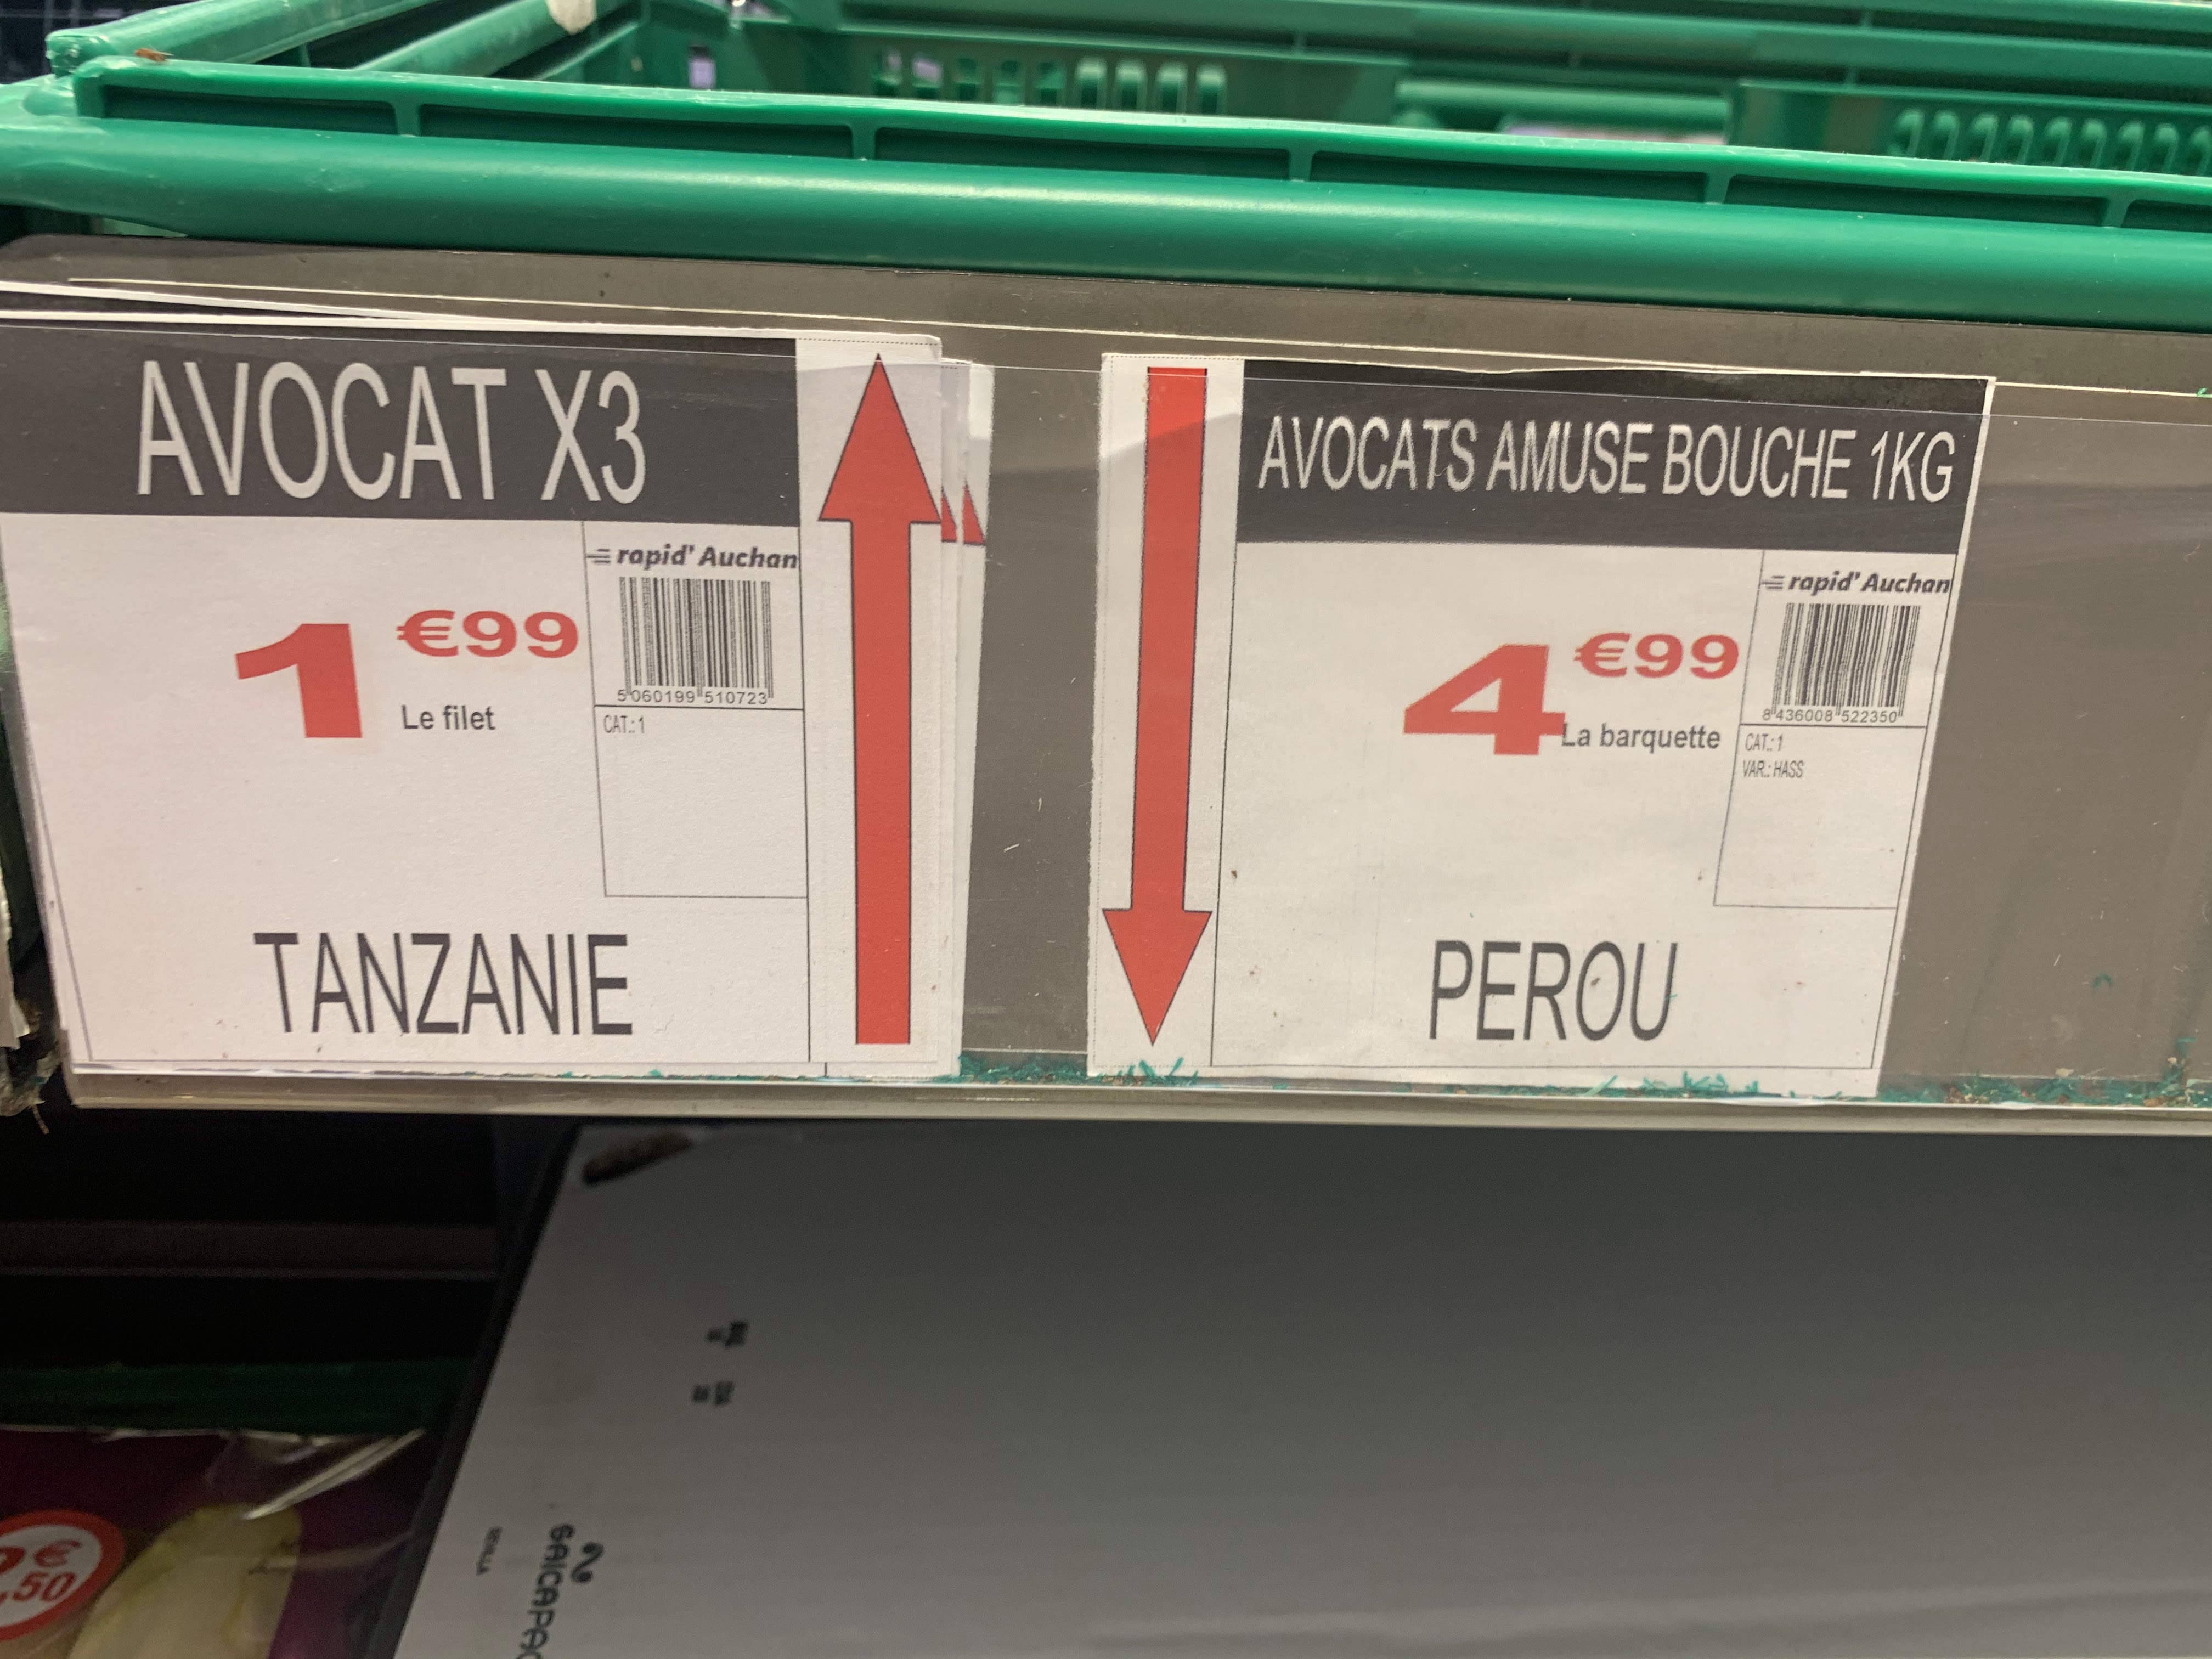 AVOCAT X3
rapid' Auchan
1 €99
Le filet
5 060199 510723
CAT.: 1
TANZANIE
AVOCATS AMUSE BOUCHE 1KG
rapid' Auchan
4 €99
La barquette
8 436008 522350
CAT.: 1
VAR.: HASS
PEROU
€
.50